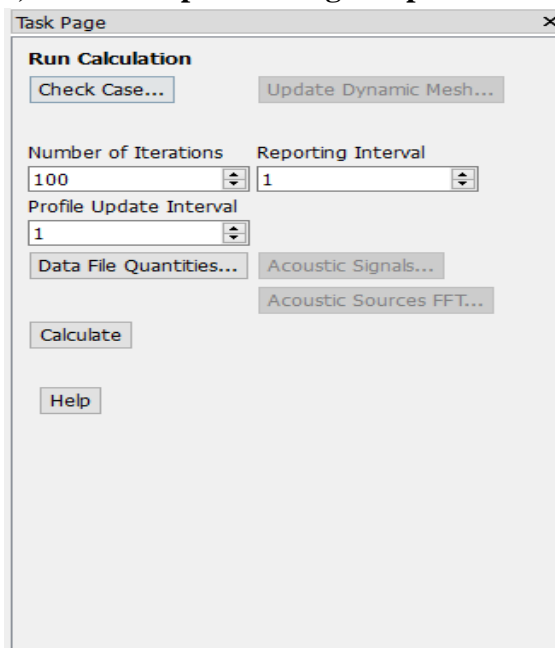 Task Page ×
Run Calculation
Check Case... Update Dynamic Mesh...
Number of Iterations Reporting Interval
100 1
Profile Update Interval
1
Data File Quantities... Acoustic Signals...
Acoustic Sources FFT...
Calculate
Help